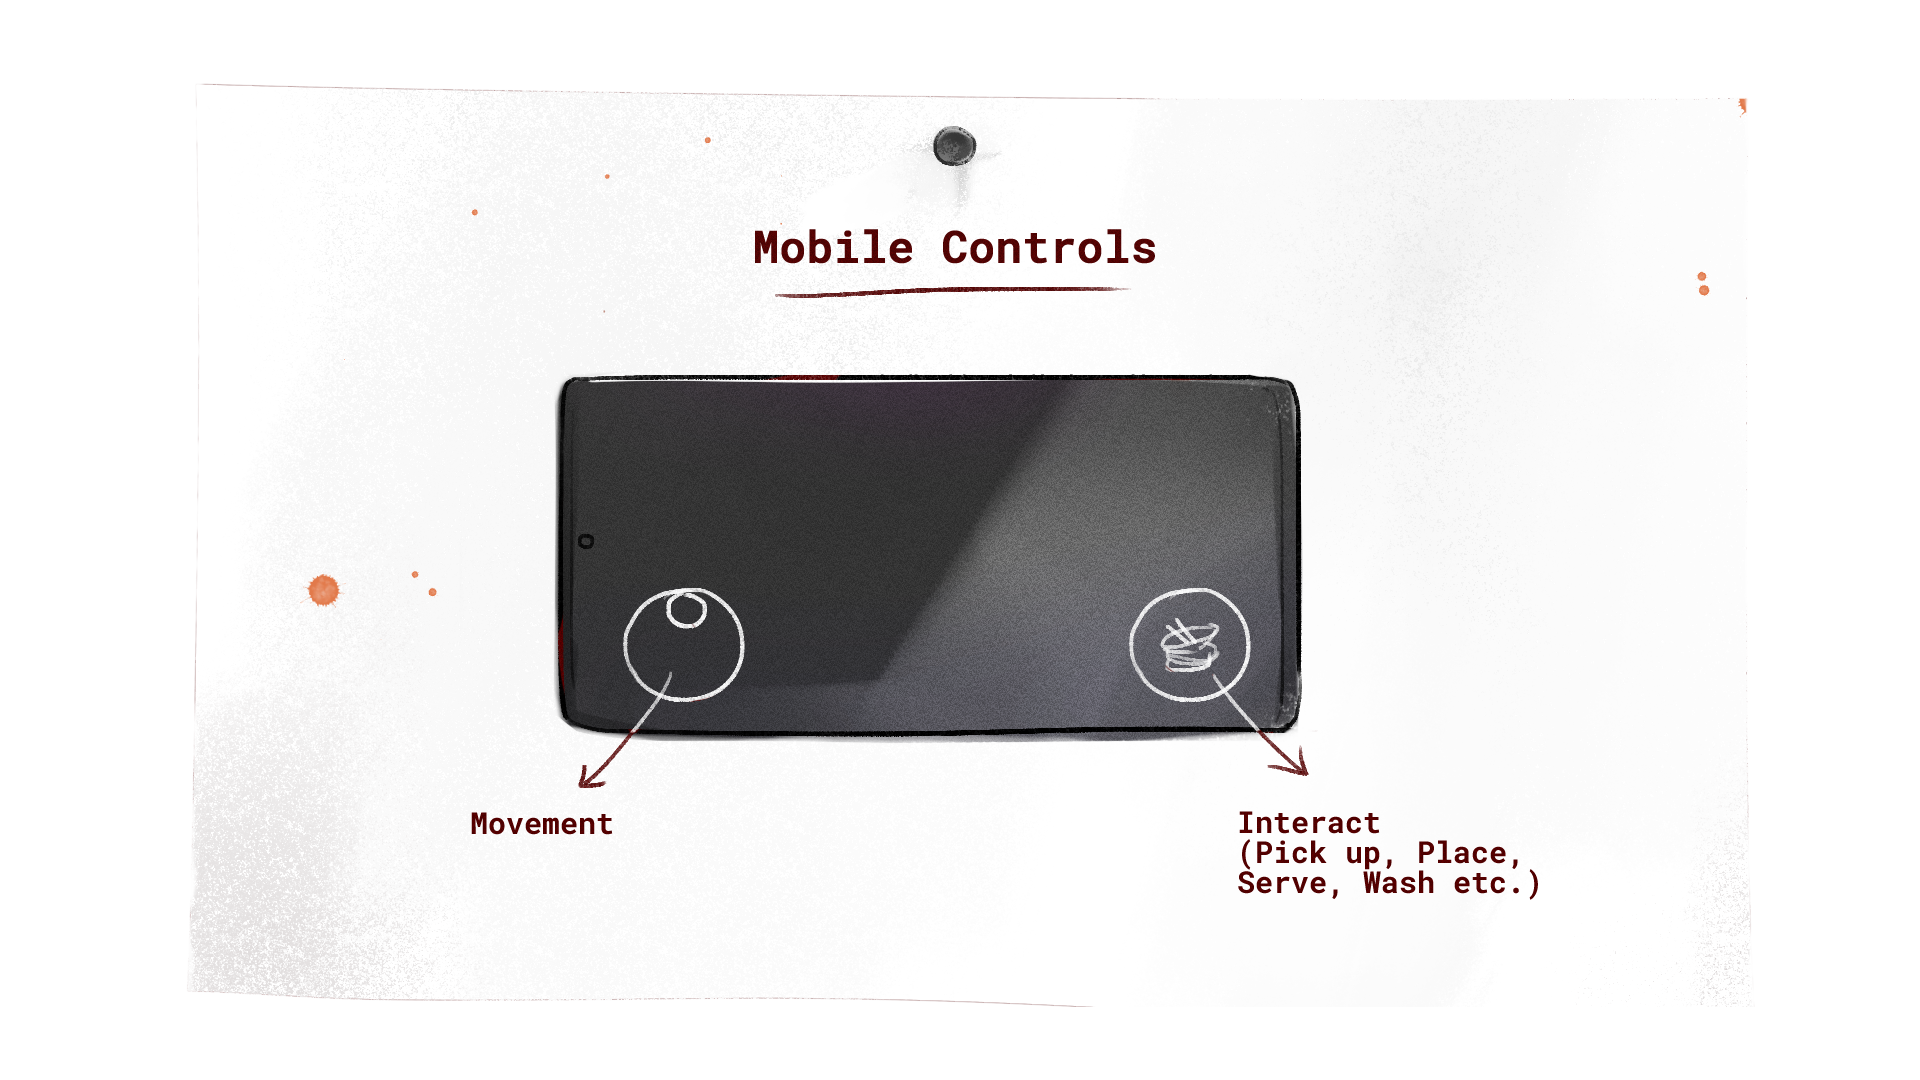 Mobile Controls
Movement
Interact
(Pick up, Place,
Serve, Wash etc.)